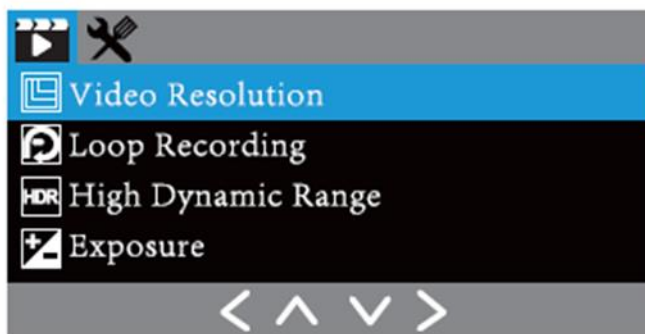 Video Resolution
Loop Recording
HDR High Dynamic Range
Exposure